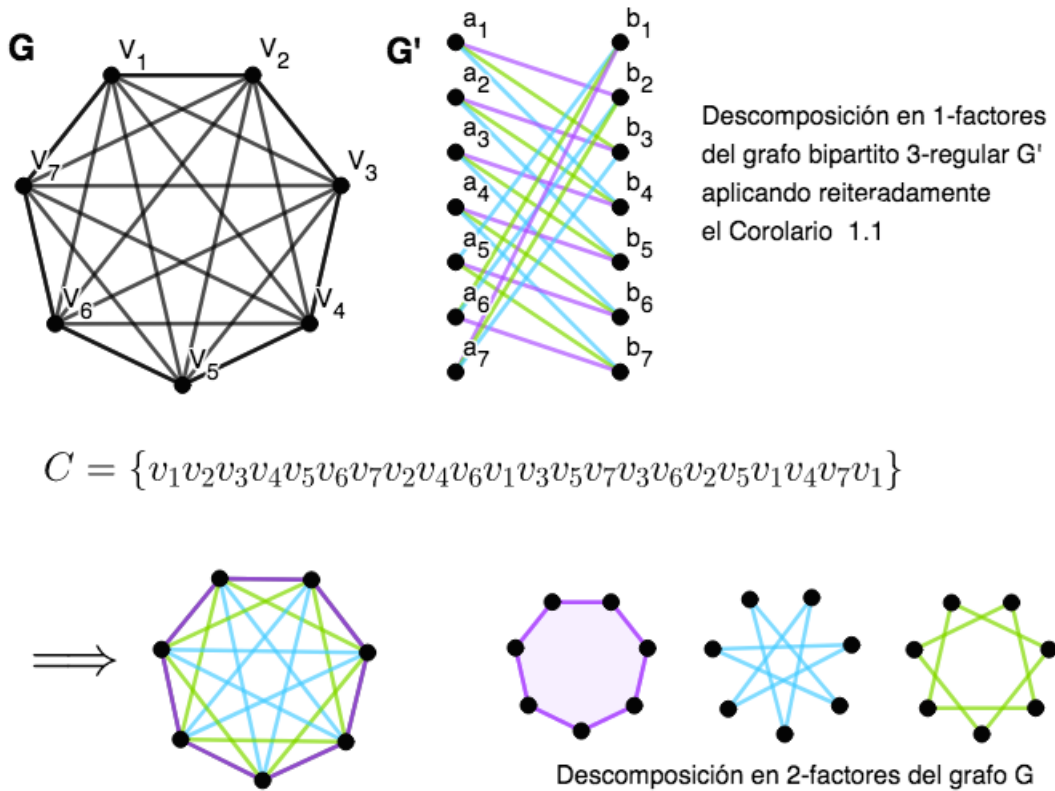 G
V1
V2
V3
V4
V5
V6
V7
G'
a1
a2
a3
a4
a5
a6
a7
b1
b2
b3
b4
b5
b6
b7
Descomposición en 1-factores
del grafo bipartito 3-regular G'
aplicando reiteradamente
el Corolario 1.1
C = {v1v2v3v4v5v6v7v2v4v6v1v3v5v7v3v6v2v5v1v4v7v1}
⟹
Descomposición en 2-factores del grafo G